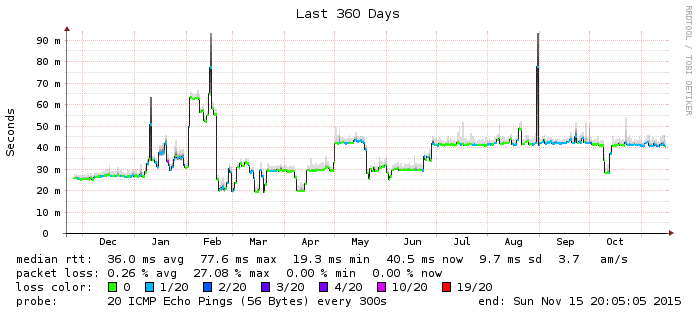 Last 360 Days
RRDTOOL / TOBI OETIKER
Seconds
90 m
80 m
70 m
60 m
50 m
40 m
30 m
20 m
10 m
0
Dec Jan Feb Mar Apr May Jun Jul Aug Sep Oct
median rtt: 36.0 ms avg 77.6 ms max 19.3 ms min 40.5 ms now 9.7 ms sd 3.7 am/s
packet loss: 0.26 % avg 27.08 % max 0.00 % min 0.00 % now
loss color: 0 1/20 2/20 3/20 4/20 10/20 19/20
probe: 20 ICMP Echo Pings (56 Bytes) every 300s end: Sun Nov 15 20:05:05 2015